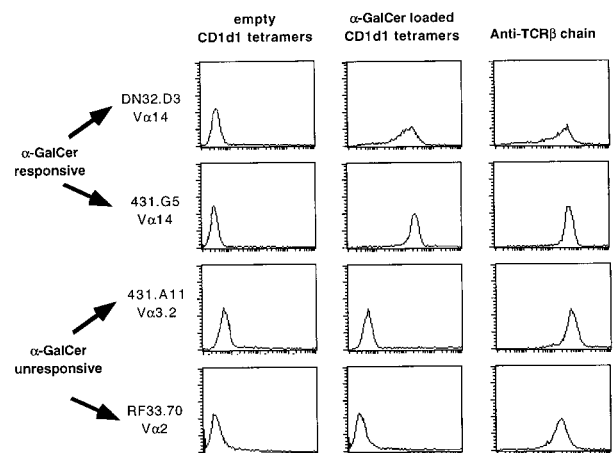 empty
CD1d1 tetramers
α-GalCer loaded
CD1d1 tetramers
Anti-TCRβ chain
DN32.D3
Vα14
α-GalCer
responsive
431.G5
Vα14
431.A11
Vα3.2
α-GalCer
unresponsive
RF33.70
Vα2